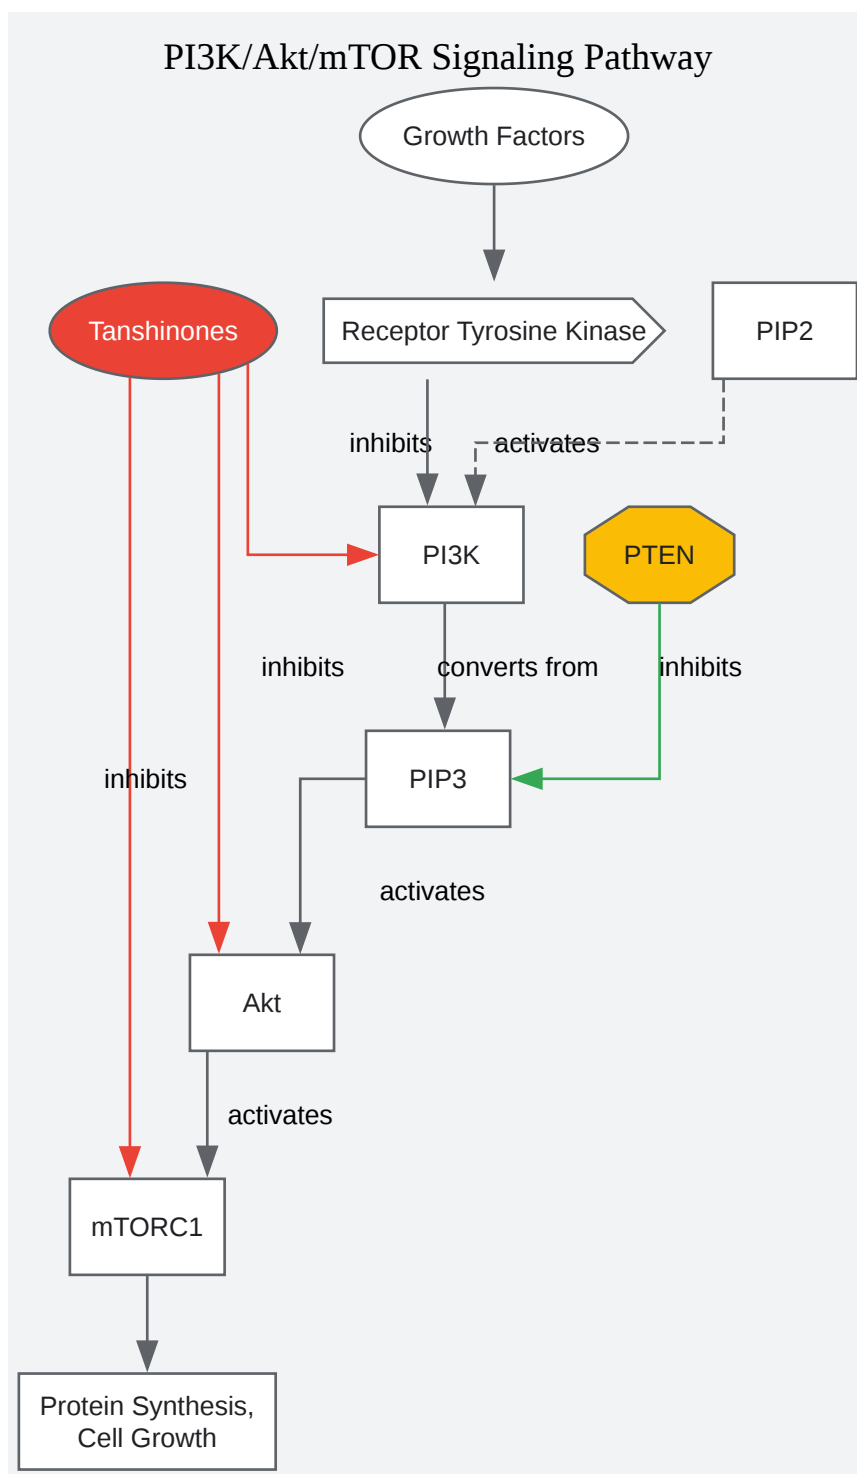 PI3K/Akt/mTOR Signaling Pathway
Growth Factors
Tanshinones
Receptor Tyrosine Kinase
PIP2
inhibits
activates
PI3K
PTEN
inhibits
converts from
inhibits
inhibits
PIP3
activates
Akt
activates
mTORC1
Protein Synthesis,
Cell Growth